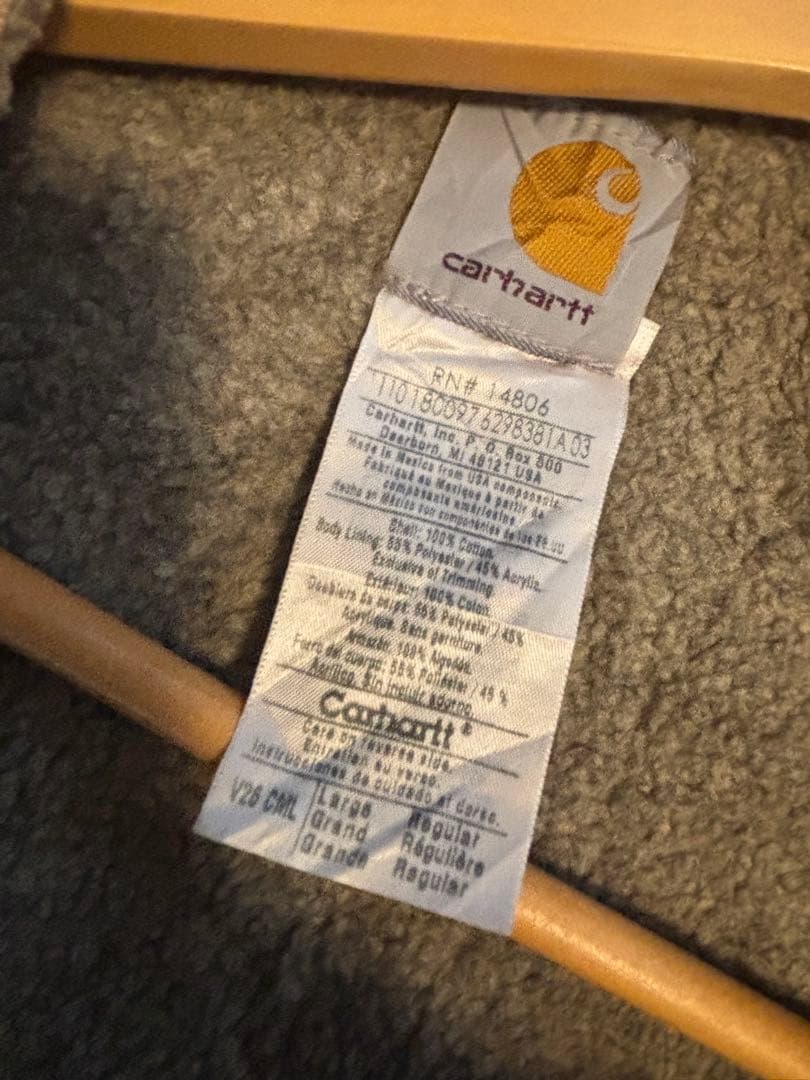 carhartt
RN# 14806
1101800976298381A 03
Carhartt, Inc. P. O. Box 600
Dearborn, MI 48121 USA
Made in Mexico from USA components
Fabriqué au Mexique à partir de
composants américains
Hecho en México con componentes de los EE.UU
Shell: 100% Cotton.
Body Lining: 55% Polyester / 45% Acrylic.
Exclusive of Trimming
Extérieur: 100% Coton.
Doublure de corps: 55% Polyester / 45%
Acrylique. Sans garniture.
Armazón: 100% Algodón.
Forro del cuerpo: 55% Poliéster / 45 %
Acrílico. Sin incluir adorno.
Carhartt®
Care on reverse side.
Entretien au verso.
Instrucciones de cuidado al dorso.
V26 CML
Large Regular
Grand Régulière
Grande Regular